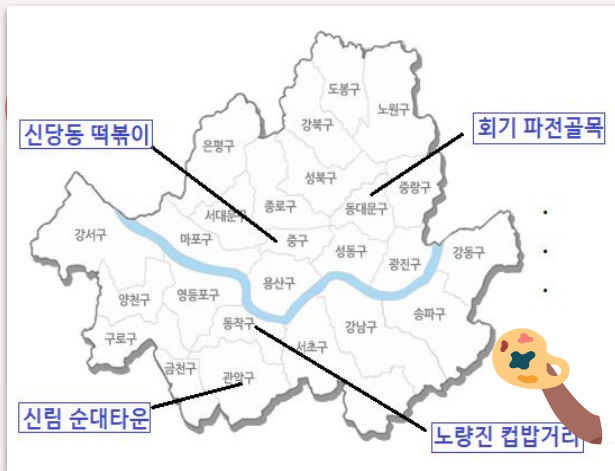 도봉구
노원구
강북구
신당동 떡볶이
회기 파전골목
은평구
성북구
중랑구
종로구
서대문구
동대문구
강서구
마포구
중구
성동구
강동구
광진구
용산구
양천구
영등포구
송파구
동작구
강남구
구로구
서초구
금천구
관악구
신림 순대타운
노량진 컵밥거리